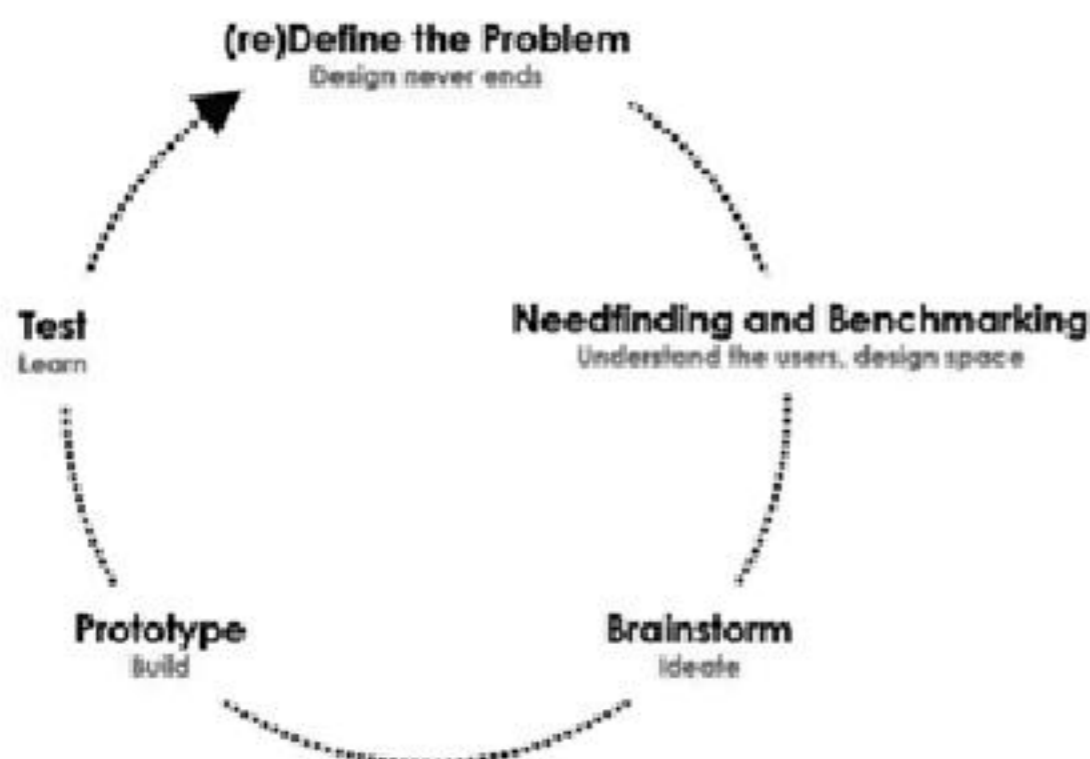 (re)Define the Problem
Design never ends
Needfinding and Benchmarking
Understand the users, design space
Brainstorm
Ideate
Prototype
Build
Test
Learn